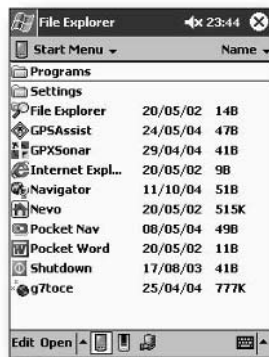 File Explorer 23:44
Start Menu Name
Programs
Settings
File Explorer 20/05/02 14B
GPSAssist 24/05/04 47B
GPXSonar 29/04/04 41B
Internet Expl... 20/05/02 9B
Navigator 11/10/04 51B
Nevo 20/05/02 515K
Pocket Nav 08/05/04 49B
Pocket Word 20/05/02 11B
Shutdown 17/08/03 41B
g7toce 25/04/04 777K
Edit Open